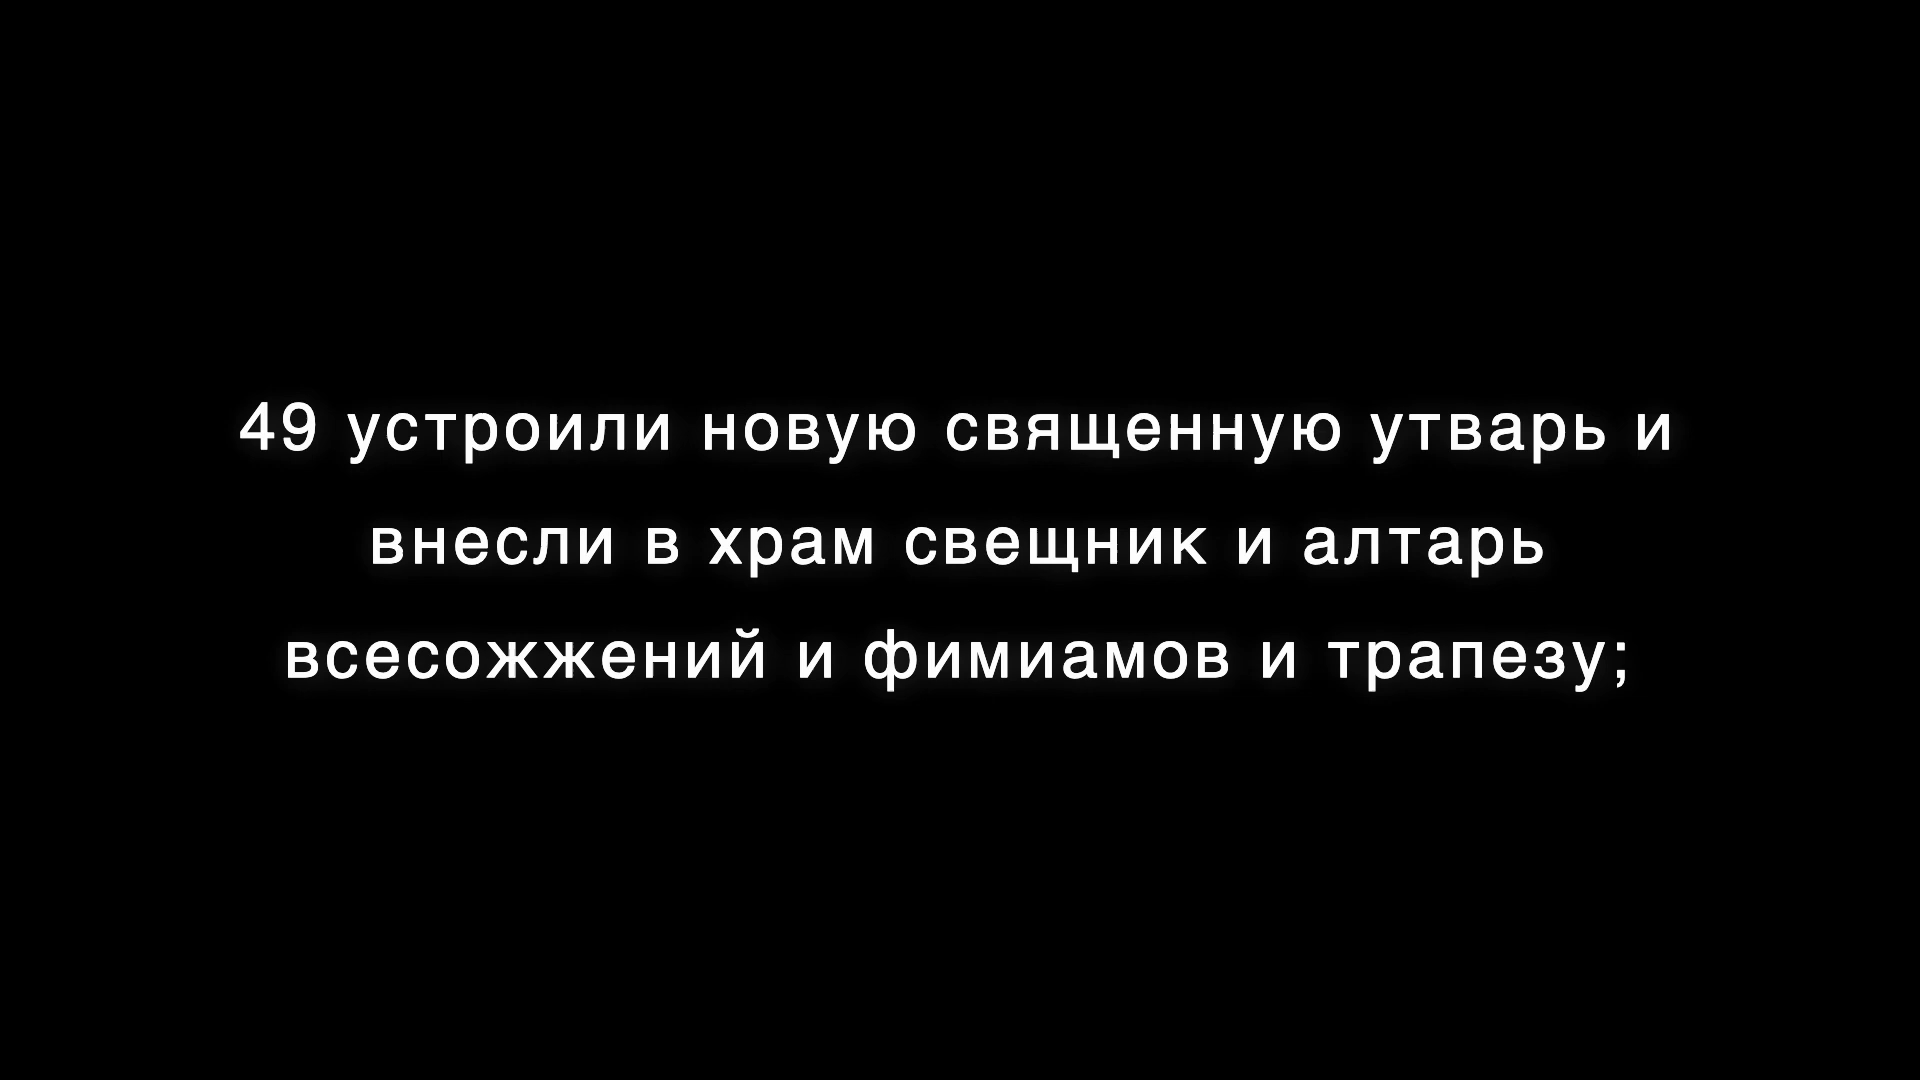 49 устроили новую священную утварь и
внесли в храм свещник и алтарь
всесожжений и фимиамов и трапезу;